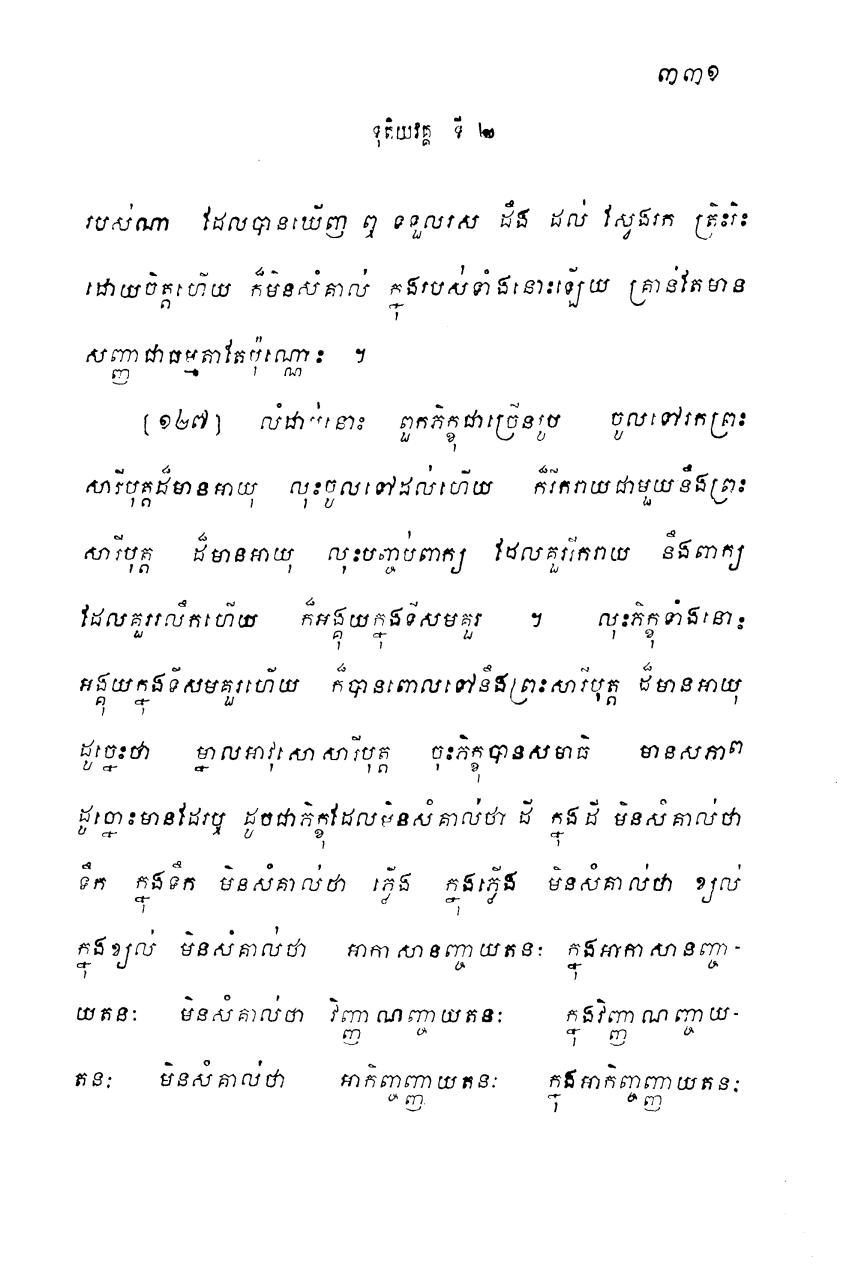 ៣៣១
ទុតិយវគ្គ ទី ២
របស់ណា ដែលបានឃើញ ឮ ទទួលរស ដឹង ដល់ ស្វែងរក ត្រិះរិះ
ដោយចិត្តហើយ ក៏មិនសំគាល់ ក្នុងរបស់ទាំងនោះឡើយ គ្រាន់តែមាន
សញ្ញាជាធម្មតាតែប៉ុណ្ណោះ ។
[១២៧] លំដាប់នោះ ពួកភិក្ខុជាច្រើនរូប ចូលទៅរកព្រះ
សារីបុត្តដ៏មានអាយុ លុះចូលទៅដល់ហើយ ក៏រីករាយជាមួយនឹងព្រះ
សារីបុត្ត ដ៏មានអាយុ លុះបញ្ចប់ពាក្យ ដែលគួររីករាយ នឹងពាក្យ
ដែលគួររលឹកហើយ ក៏អង្គុយក្នុងទីសមគួរ ។ លុះភិក្ខុទាំងនោះ
អង្គុយក្នុងទីសមគួរហើយ ក៏បានពោលទៅនឹងព្រះសារីបុត្ត ដ៏មានអាយុ
ដូច្នេះថា ម្នាលអាវុសោសារីបុត្ត ចុះភិក្ខុបានសមាធិ មានសភាព
ដូច្នោះមានដែរឬ ដូចជាភិក្ខុដែលមិនសំគាល់ថា ដី ក្នុងដី មិនសំគាល់ថា
ទឹក ក្នុងទឹក មិនសំគាល់ថា ភ្លើង ក្នុងភ្លើង មិនសំគាល់ថា ខ្យល់
ក្នុងខ្យល់ មិនសំគាល់ថា អាកាសានញ្ចាយតនៈ ក្នុងអាកាសានញ្ចា-
យតនៈ មិនសំគាល់ថា វិញ្ញាណញ្ចាយតនៈ ក្នុងវិញ្ញាណញ្ចាយ-
តនៈ មិនសំគាល់ថា អាកិញ្ចញ្ញាយតនៈ ក្នុងអាកិញ្ចញ្ញាយតនៈ